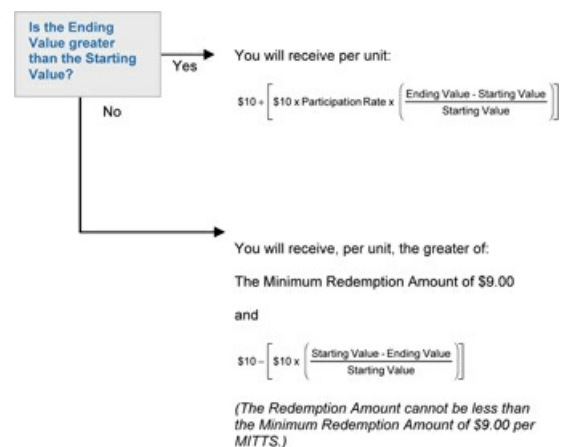 Is the Ending
Value greater
than the Starting
Value?
Yes
You will receive per unit:
$10 + [ $10 x Participation Rate x ( Ending Value - Starting Value / Starting Value ) ]
No
You will receive, per unit, the greater of:
The Minimum Redemption Amount of $9.00
and
$10 – [ $10 x ( Starting Value - Ending Value / Starting Value ) ]
(The Redemption Amount cannot be less than
the Minimum Redemption Amount of $9.00 per
MITTS.)